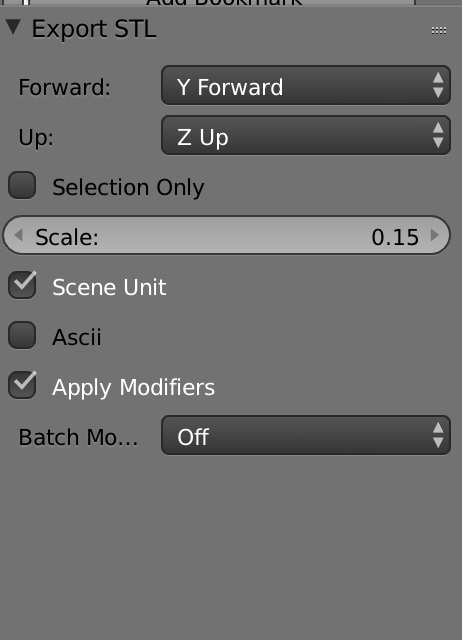 Add Bookmark
Export STL
Forward: Y Forward
Up: Z Up
Selection Only
Scale: 0.15
Scene Unit
Ascii
Apply Modifiers
Batch Mo... Off